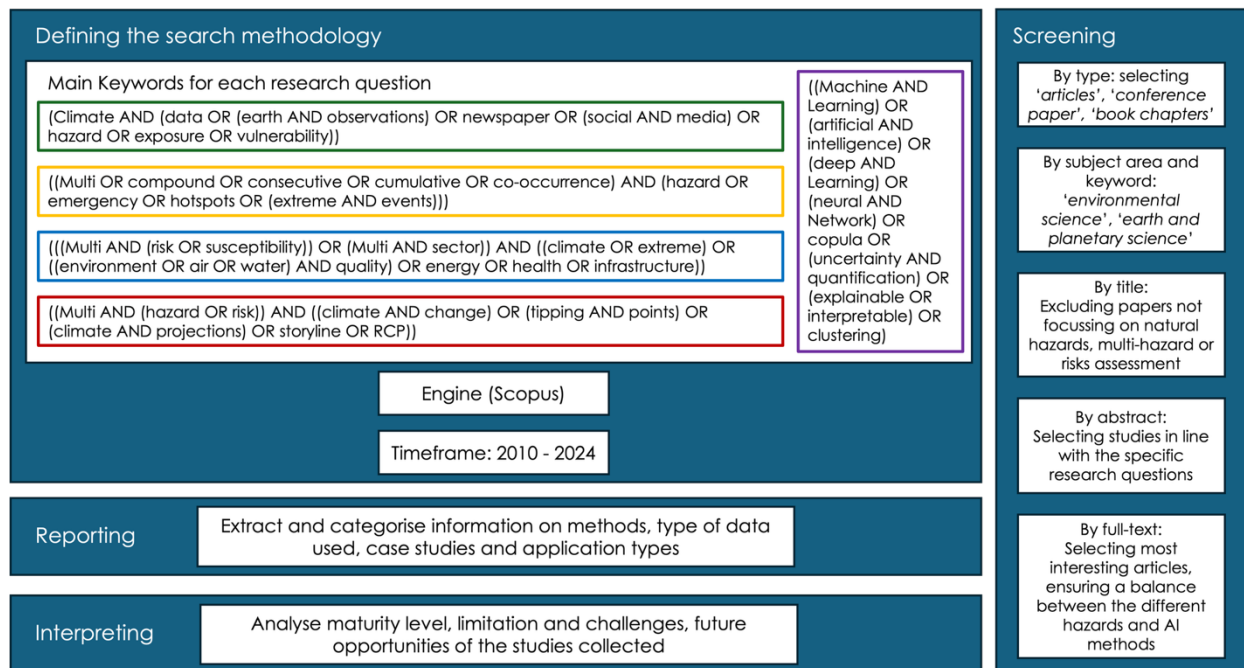 Defining the search methodology
Main Keywords for each research question
(Climate AND (data OR (earth AND observations) OR newspaper OR (social AND media) OR
hazard OR exposure OR vulnerability))
((Multi OR compound OR consecutive OR cumulative OR co-occurrence) AND (hazard OR
emergency OR hotspots OR (extreme AND events)))
(((Multi AND (risk OR susceptibility)) OR (Multi AND sector)) AND ((climate OR extreme) OR
((environment OR air OR water) AND quality) OR energy OR health OR infrastructure))
((Multi AND (hazard OR risk)) AND ((climate AND change) OR (tipping AND points) OR
(climate AND projections) OR storyline OR RCP))
((Machine AND
Learning) OR
(artificial AND
intelligence) OR
(deep AND
Learning) OR
(neural AND
Network) OR
copula OR
(uncertainty AND
quantification) OR
(explainable OR
interpretable) OR
clustering)
Engine (Scopus)
Timeframe: 2010 - 2024
Reporting
Extract and categorise information on methods, type of data
used, case studies and application types
Interpreting
Analyse maturity level, limitation and challenges, future
opportunities of the studies collected
Screening
By type: selecting
‘articles’, ‘conference
paper’, ‘book chapters’
By subject area and
keyword:
‘environmental
science’, ‘earth and
planetary science’
By title:
Excluding papers not
focussing on natural
hazards, multi-hazard or
risks assessment
By abstract:
Selecting studies in line
with the specific
research questions
By full-text:
Selecting most
interesting articles,
ensuring a balance
between the different
hazards and AI
methods